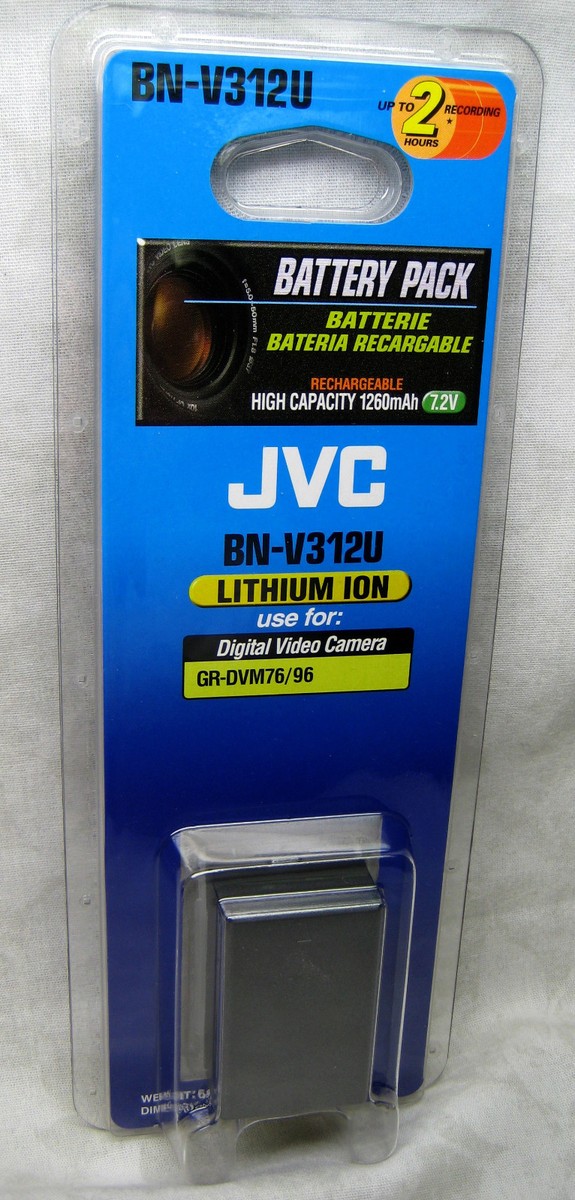 BN-V312U
UP TO 2 RECORDING
HOURS
BATTERY PACK
BATTERIE
BATERIA RECARGABLE
RECHARGEABLE
HIGH CAPACITY 1260mAh 7.2V
JVC
BN-V312U
LITHIUM ION
use for:
Digital Video Camera
GR-DVM76/96